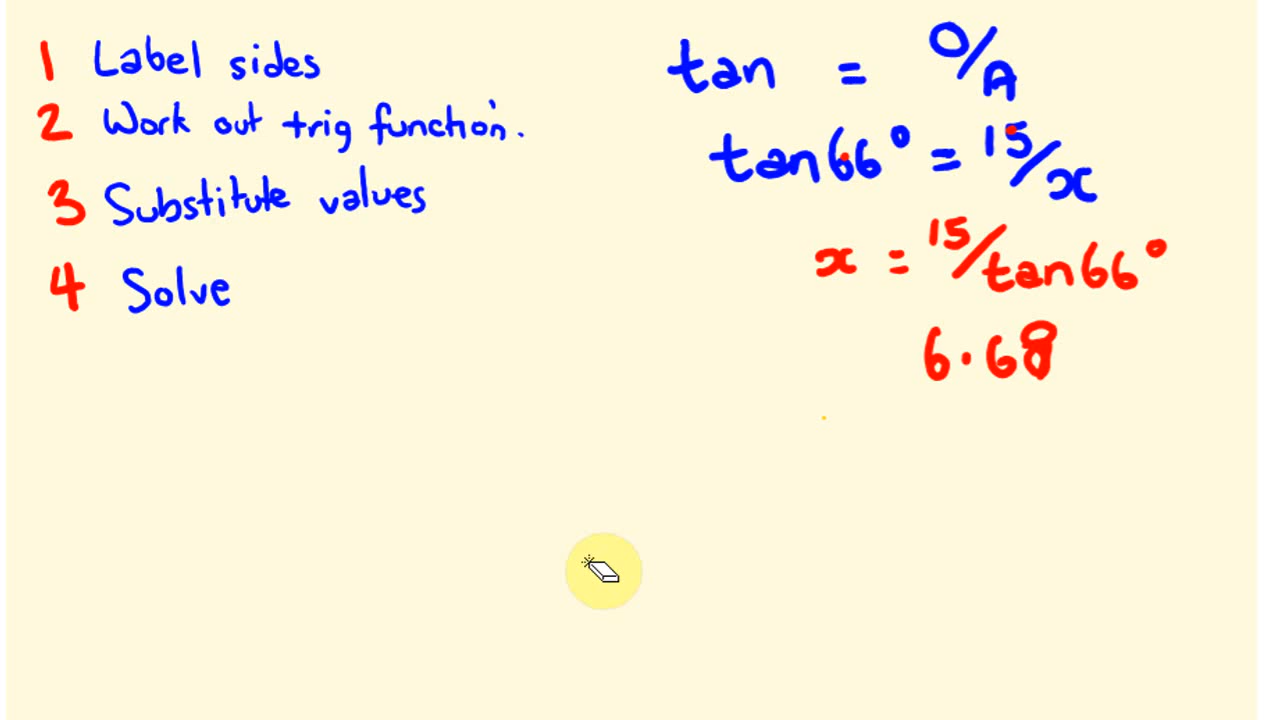 1 Label sides
2 Work out trig function.
3 Substitute values
4 Solve
tan = O/A
tan66° = 15/x
x = 15/tan66°
6.68